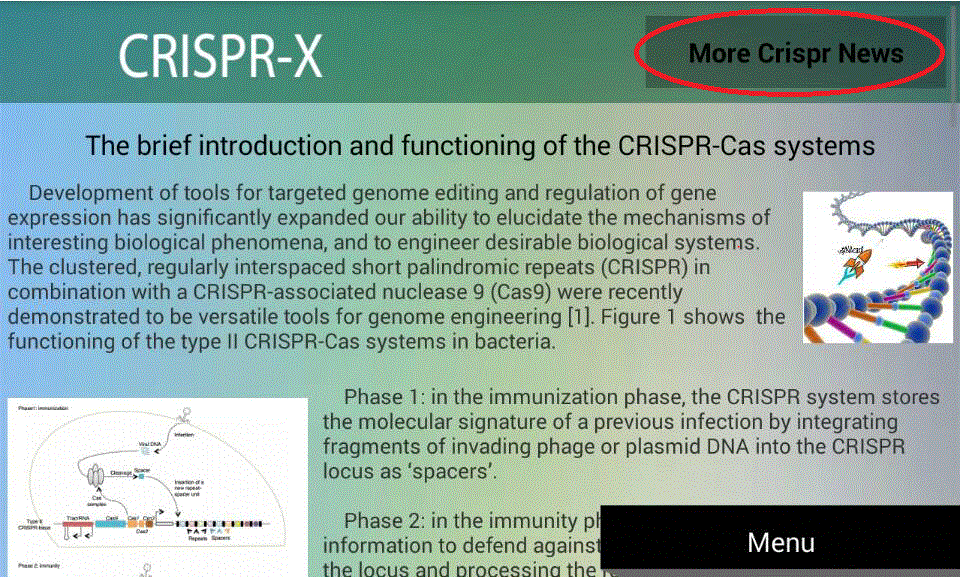 CRISPR-X
More Crispr News
The brief introduction and functioning of the CRISPR-Cas systems
Development of tools for targeted genome editing and regulation of gene
expression has significantly expanded our ability to elucidate the mechanisms of
interesting biological phenomena, and to engineer desirable biological systems.
The clustered, regularly interspaced short palindromic repeats (CRISPR) in
combination with a CRISPR-associated nuclease 9 (Cas9) were recently
demonstrated to be versatile tools for genome engineering [1]. Figure 1 shows the
functioning of the type II CRISPR-Cas systems in bacteria.
Phase 1: in the immunization phase, the CRISPR system stores
the molecular signature of a previous infection by integrating
fragments of invading phage or plasmid DNA into the CRISPR
locus as ‘spacers’.
Phase 2: in the immunity
information to defend against
the locus and processing the
Phase1: immunization
Infection
Viral DNA
Cleavage
Spacer
Insertion of a
new repeat-
spacer unit
Cas
complex
Type II
CRISPR locus
TracrRNA
Cas9
Cas1
Csn2
Cas2
Repeats
Spacers
Phase 2: immunity
Menu